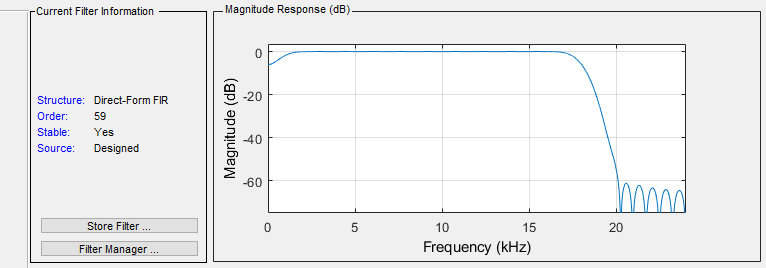 Current Filter Information
Structure: Direct-Form FIR
Order: 59
Stable: Yes
Source: Designed
Store Filter ...
Filter Manager ...
Magnitude Response (dB)
Magnitude (dB)
0
-20
-40
-60
0 5 10 15 20
Frequency (kHz)